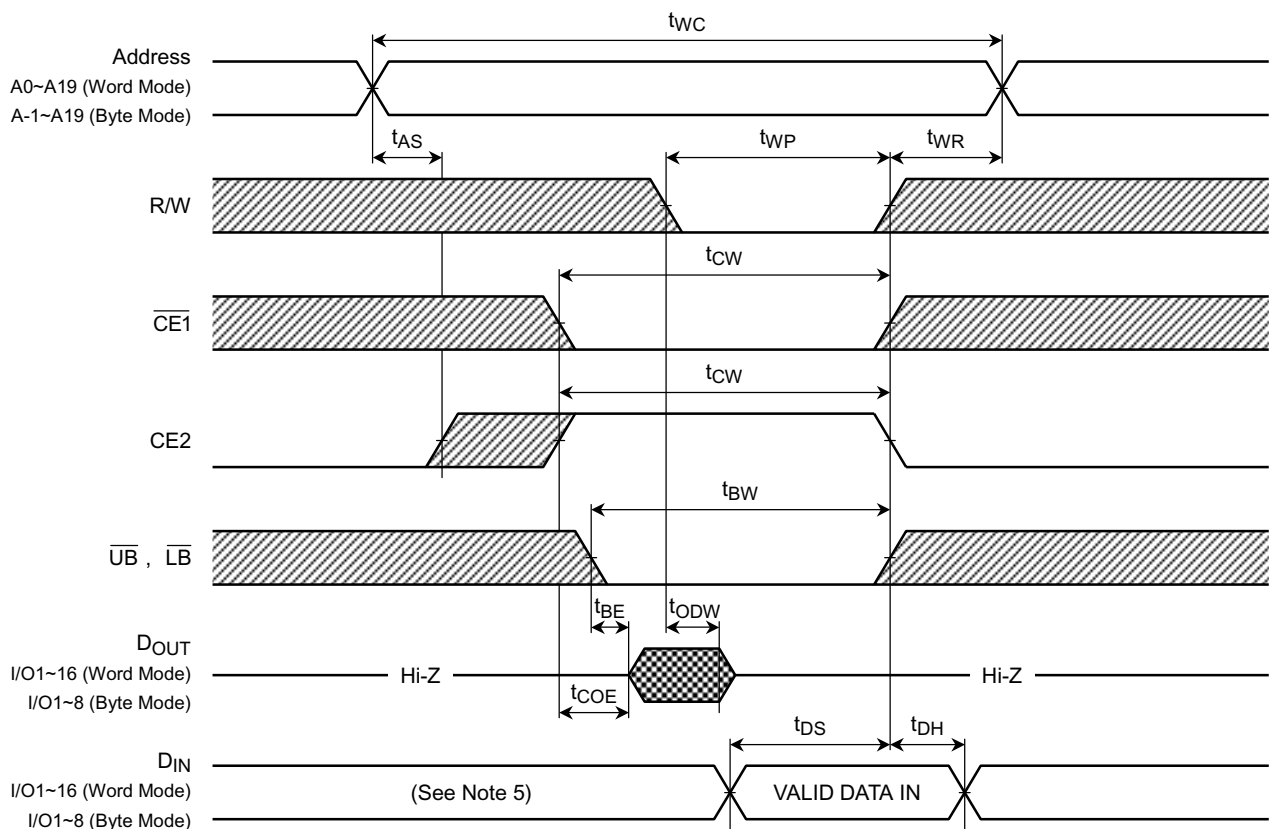 tWC
Address
A0~A19 (Word Mode)
A-1~A19 (Byte Mode)
tAS
tWP
tWR
R/W
tCW
CE1
tCW
CE2
tBW
UB , LB
tBE
tODW
DOUT
I/O1~16 (Word Mode)
Hi-Z
Hi-Z
I/O1~8 (Byte Mode)
tCOE
tDS
tDH
DIN
I/O1~16 (Word Mode)
(See Note 5)
VALID DATA IN
I/O1~8 (Byte Mode)